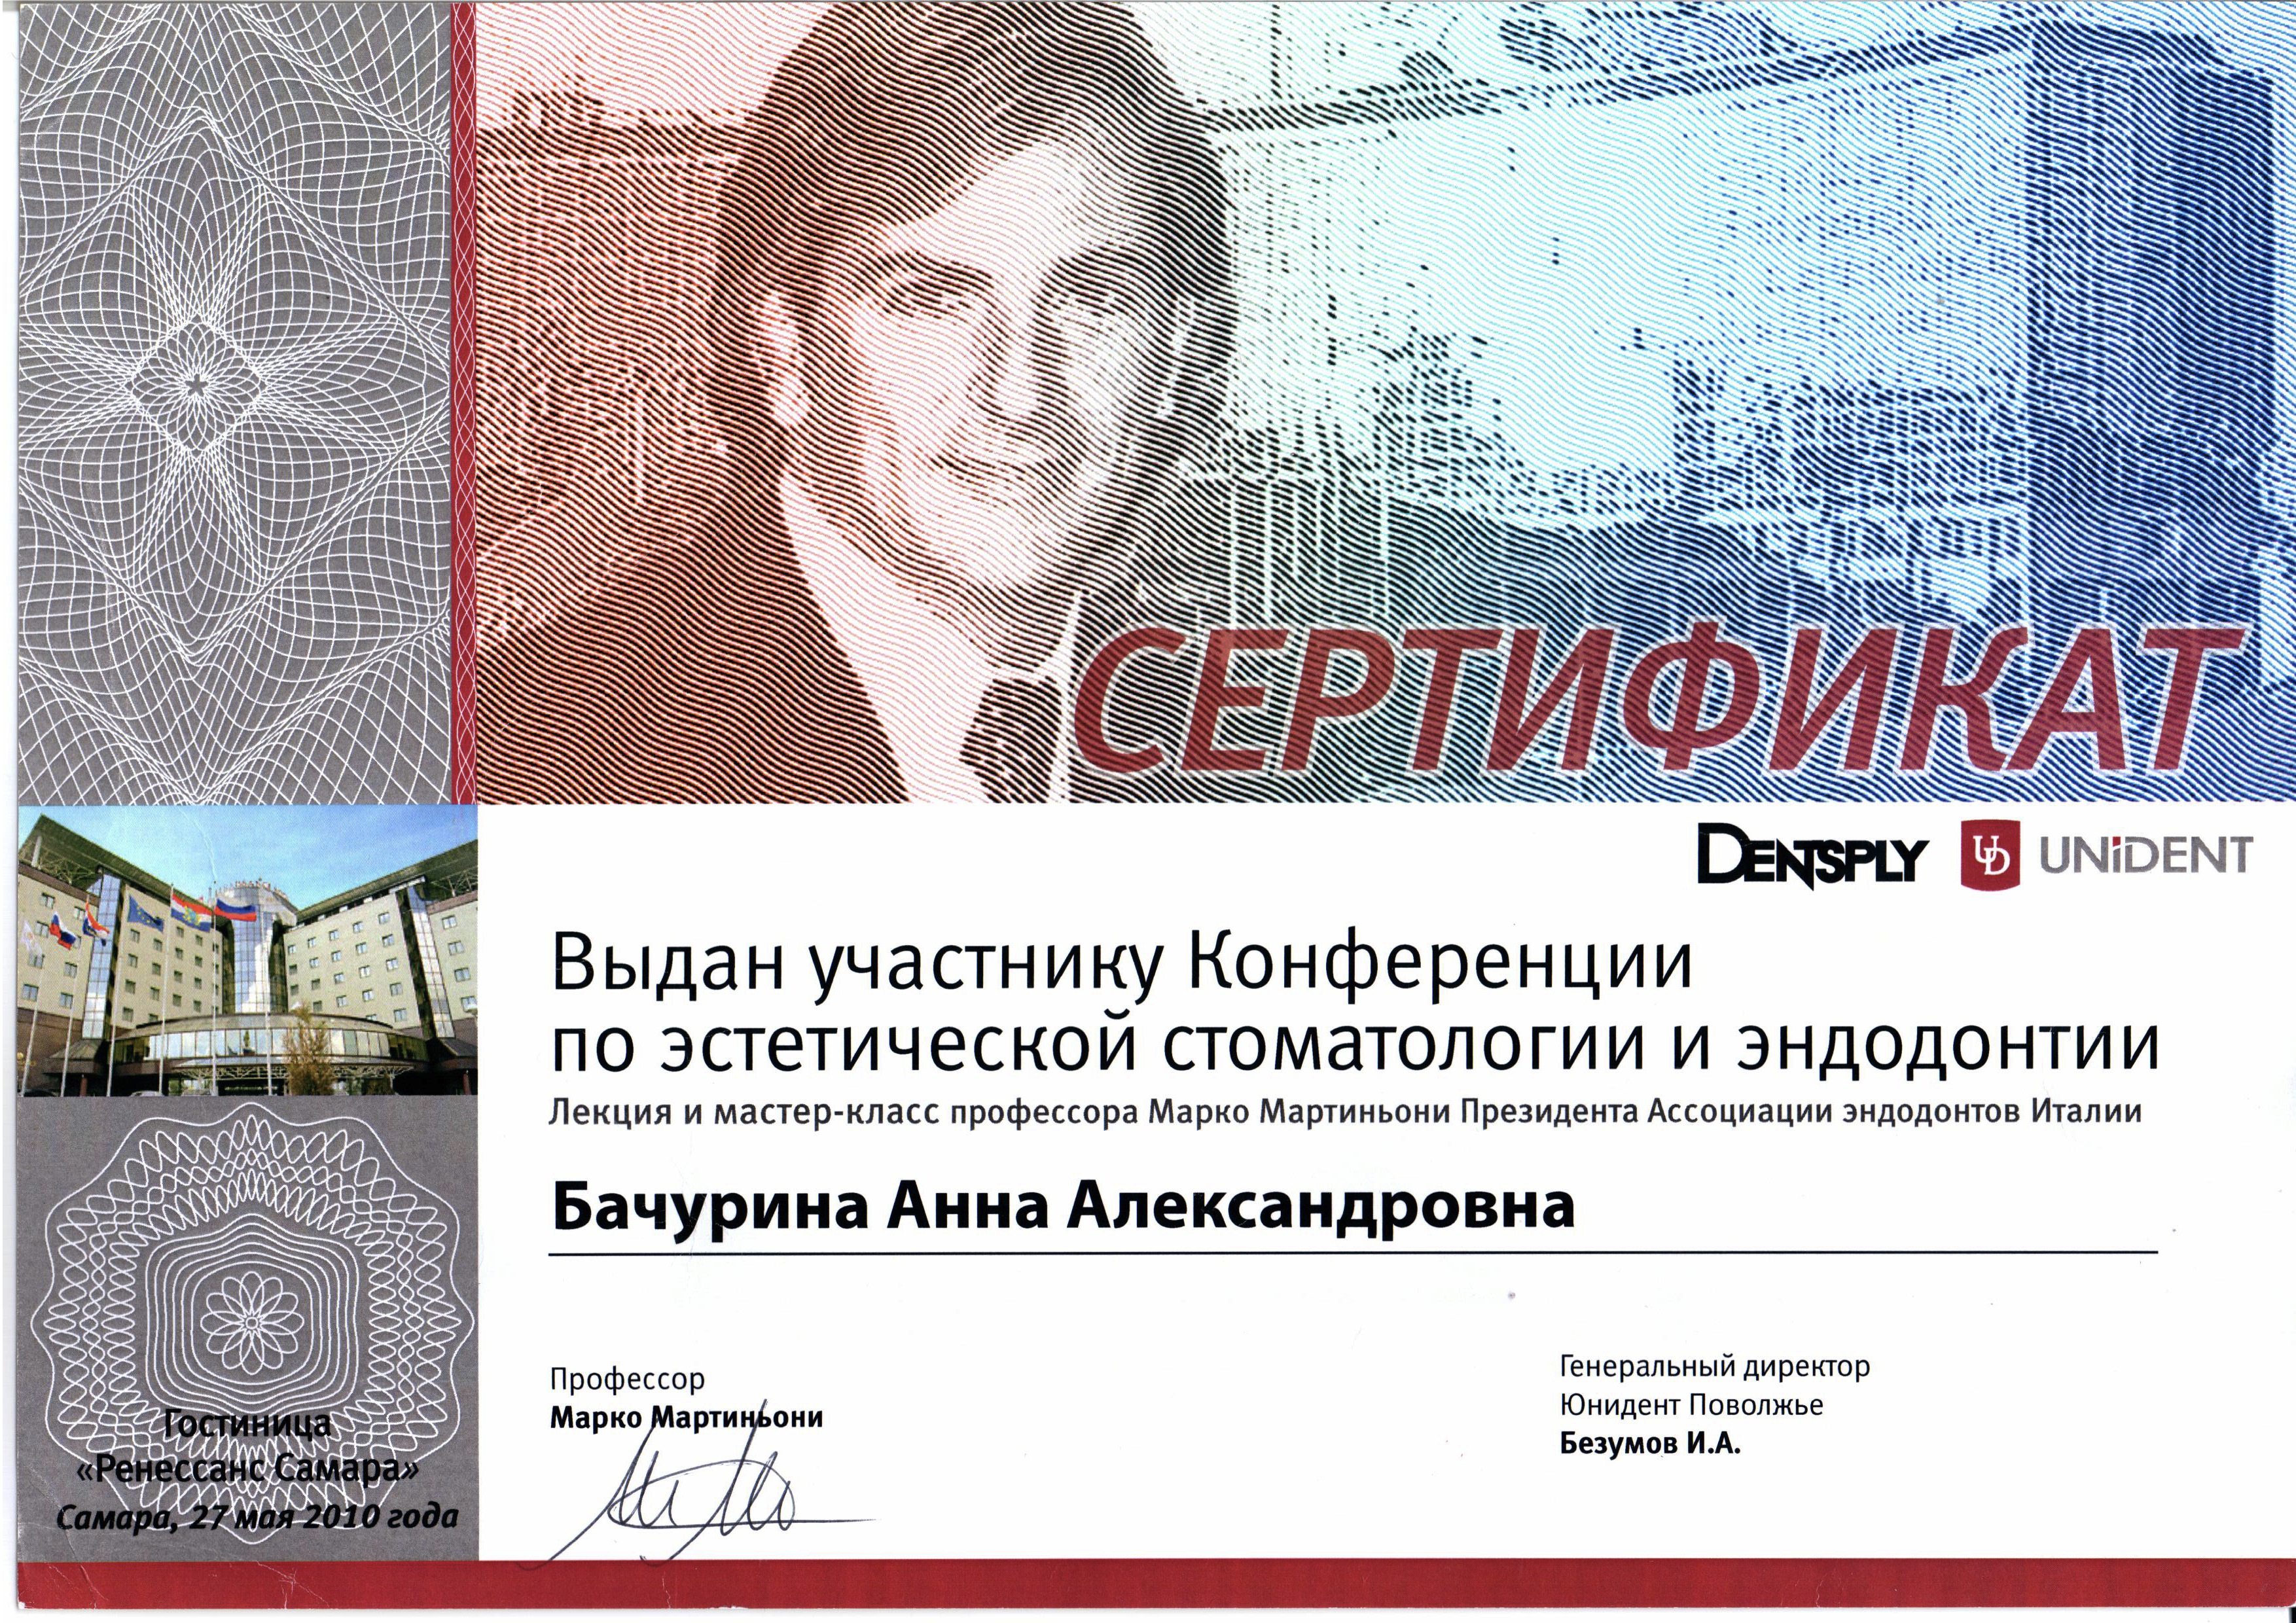 СЕРТИФИКАТ
DENTSPLY UD UNIDENT
Выдан участнику Конференции
по эстетической стоматологии и эндодонтии
Лекция и мастер-класс профессора Марко Мартиньони Президента Ассоциации эндодонтов Италии
Бачурина Анна Александровна
Профессор
Марко Мартиньони
Генеральный директор
Юнидент Поволжье
Безумов И.А.
Гостиница
«Ренессанс Самара»
Самара, 27 мая 2010 года